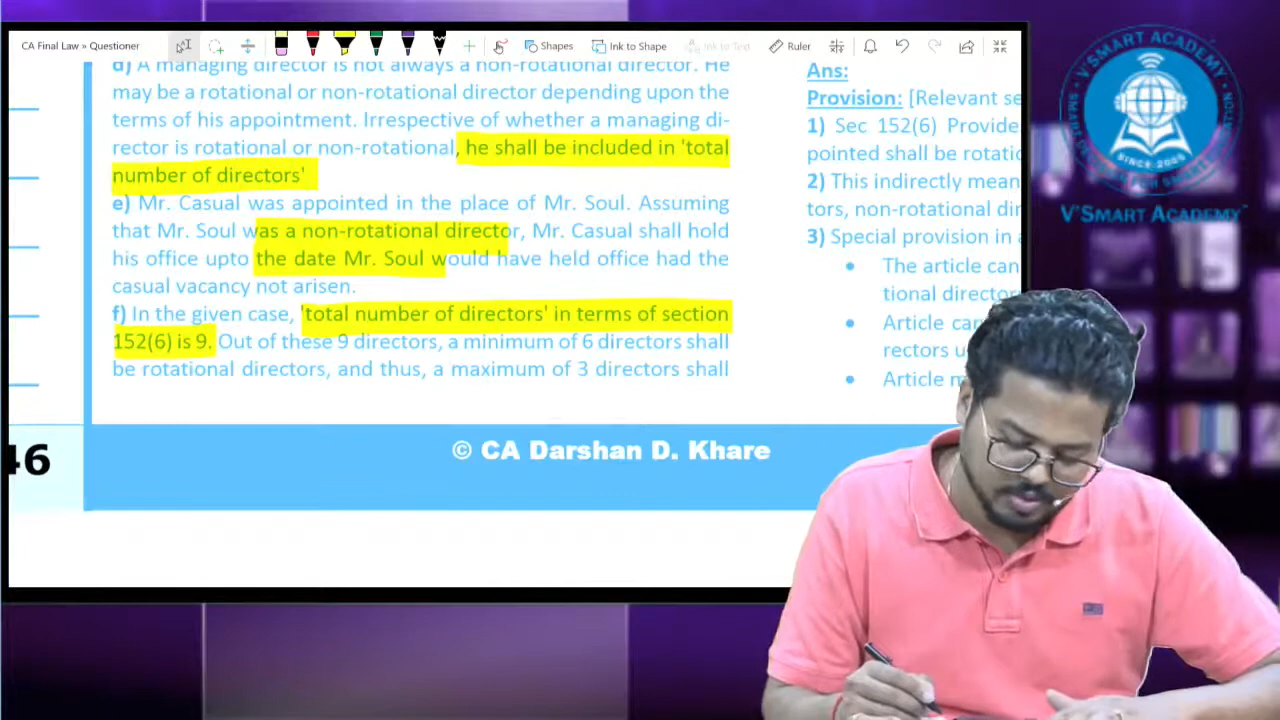 CA Final Law » Questioner
Shapes
Ink to Shape
Ink to Text
Ruler
d) A managing director is not always a non-rotational director. He
may be a rotational or non-rotational director depending upon the
terms of his appointment. Irrespective of whether a managing di-
rector is rotational or non-rotational, he shall be included in 'total
number of directors'
e) Mr. Casual was appointed in the place of Mr. Soul. Assuming
that Mr. Soul was a non-rotational director, Mr. Casual shall hold
his office upto the date Mr. Soul would have held office had the
casual vacancy not arisen.
f) In the given case, 'total number of directors' in terms of section
152(6) is 9. Out of these 9 directors, a minimum of 6 directors shall
be rotational directors, and thus, a maximum of 3 directors shall
Ans:
Provision: [Relevant se
1) Sec 152(6) Provide
pointed shall be rotatio
2) This indirectly mean
tors, non-rotational dir
3) Special provision in a
• The article can
tional director
• Article can
rectors u
• Article m
46
© CA Darshan D. Khare
V'SMART ACADEMY
SINCE 2006
V'SMART ACADEMY